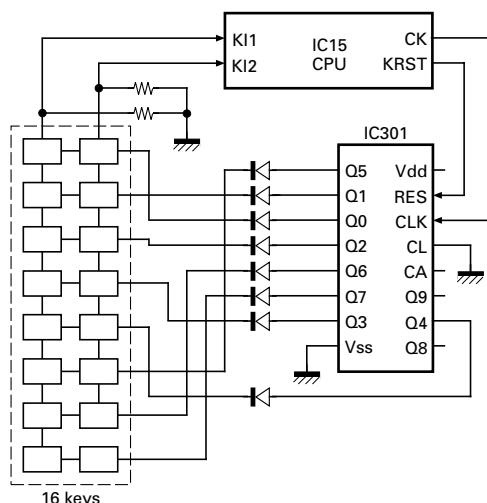 KI1
IC15
CK
KI2
CPU
KRST
IC301
Q5
Vdd
Q1
RES
Q0
CLK
Q2
CL
Q6
CA
Q7
Q9
Q3
Q4
Vss
Q8
16 keys